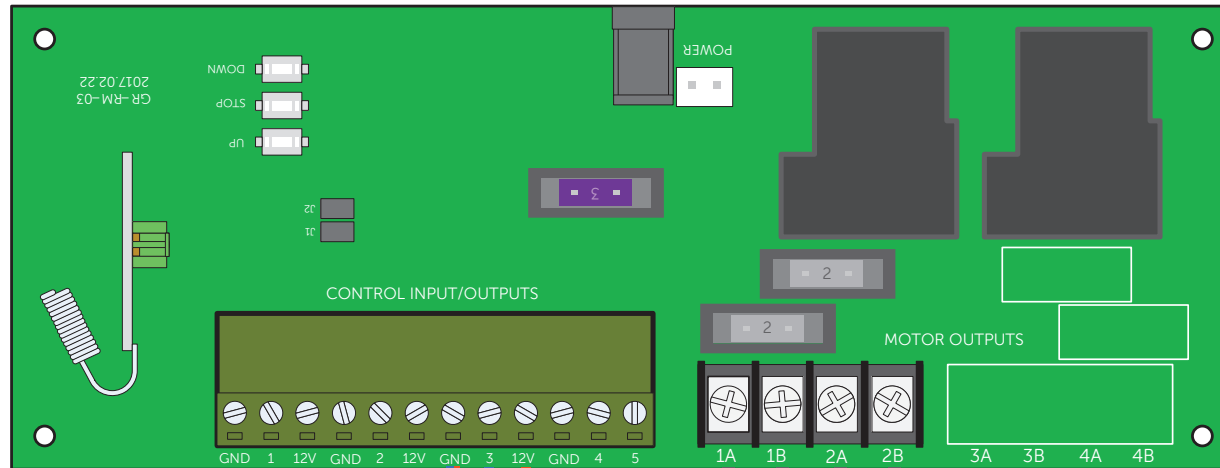 POWER
DOWN
STOP
UP
GR-RM-03
2017.02.22
J2
J1
3
2
2
CONTROL INPUT/OUTPUTS
MOTOR OUTPUTS
GND 1 12V GND 2 12V GND 3 12V GND 4 5
1A 1B 2A 2B 3A 3B 4A 4B